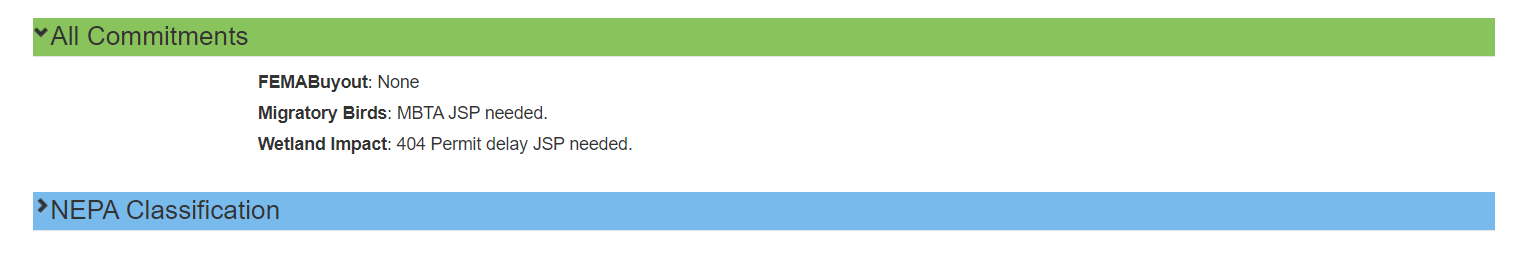 All Commitments
FEMABuyout: None
Migratory Birds: MBTA JSP needed.
Wetland Impact: 404 Permit delay JSP needed.
NEPA Classification